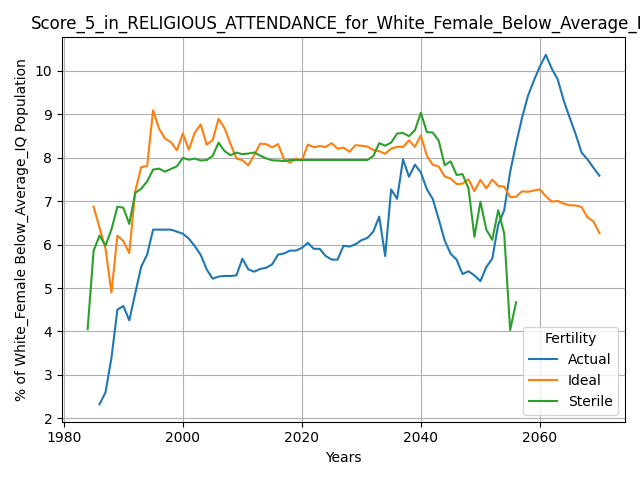 Score_5_in_RELIGIOUS_ATTENDANCE_for_White_Female_Below_Average_I
% of White_Female Below_Average_IQ Population
10
9
8
7
6
5
4
3
2
1980
2000
2020
2040
2060
Years
Fertility
Actual
Ideal
Sterile